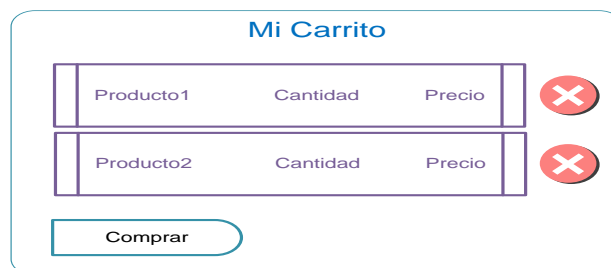 Mi Carrito
Producto1 Cantidad Precio
Producto2 Cantidad Precio
Comprar